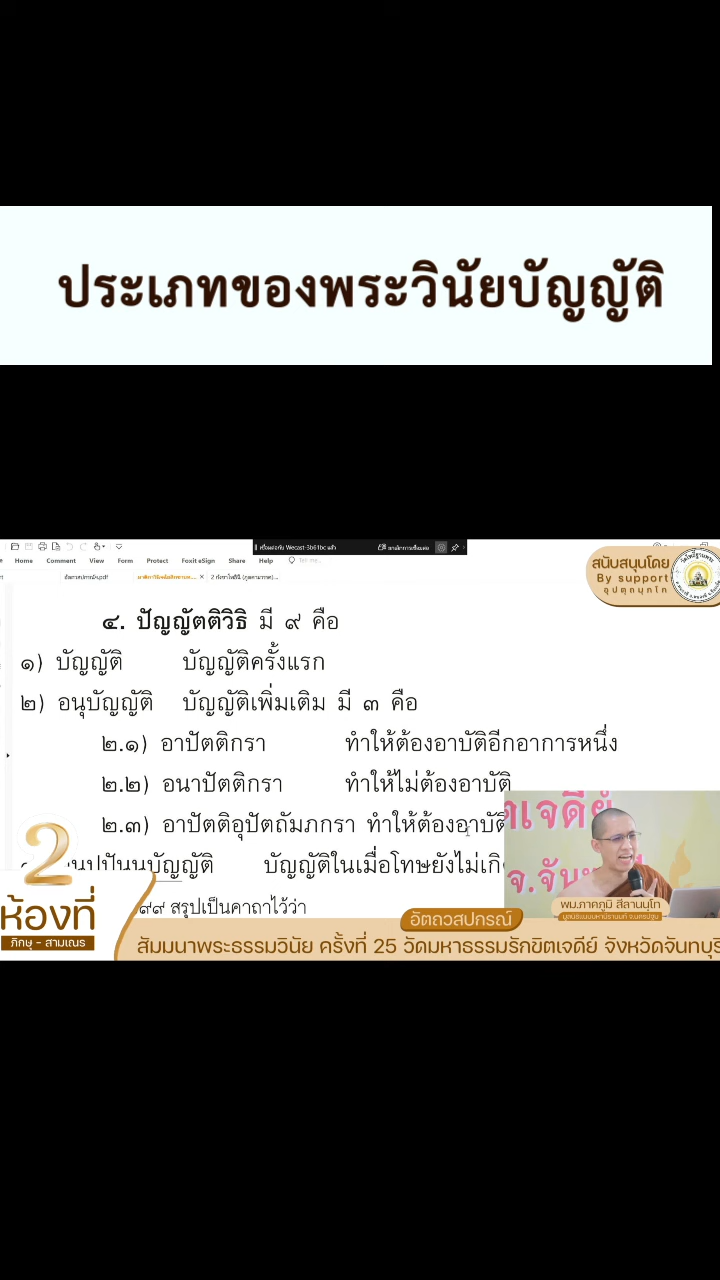 ประเภทของพระวินัยบัญญัติ
Home Comment View Form Protect Foxit eSign Share Help Tell me...
สนับสนุนโดย
By support
อุปตฺถมฺภโก
๔. ปัญญัตติวิธิ มี ๙ คือ
๑) บัญญัติ บัญญัติครั้งแรก
๒) อนุบัญญัติ บัญญัติเพิ่มเติม มี ๓ คือ
๒.๑) อาปัตติกรา ทำให้ต้องอาบัติอีกอาการหนึ่ง
๒.๒) อนาปัตติกรา ทำให้ไม่ต้องอาบัติ
๒.๓) อาปัตติอุปัตถัมภกรา ทำให้ต้องอาบัติ
บัญญัติในเมื่อโทษยังไม่เกิ
๙๙ สรุปเป็นคาถาไว้ว่า
2
ห้องที่
ภิกษุ - สามเณร
พม.ภาคภูมิ สีลานนฺโท
อัตถวสปกรณ์
สัมมนาพระธรรมวินัย ครั้งที่ 25 วัดมหาธรรมรักขิตเจดีย์ จังหวัดจันทบุรี